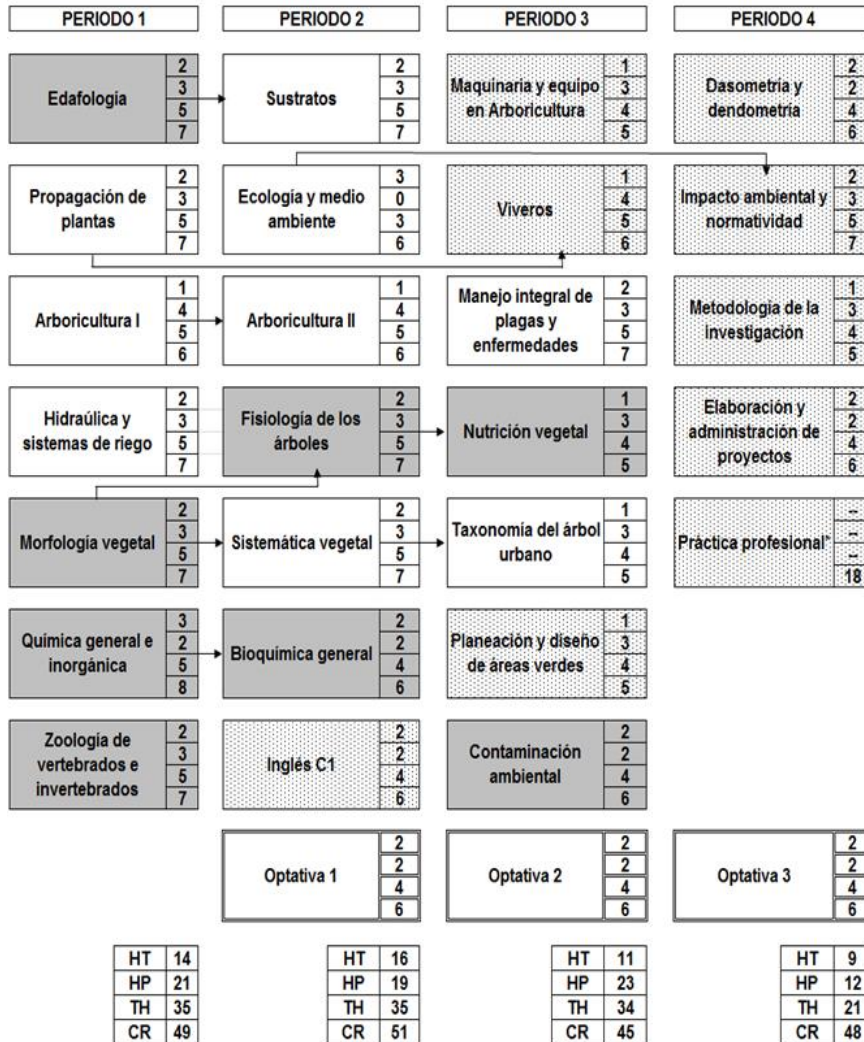 PERIODO 1
PERIODO 2
PERIODO 3
PERIODO 4
Edafología
2
3
5
7
Sustratos
2
3
5
7
Maquinaria y equipo
en Arboricultura
1
3
4
5
Dasometría y
dendometría
2
2
4
6
Propagación de
plantas
2
3
5
7
Ecología y medio
ambiente
3
0
3
6
Viveros
1
4
5
6
Impacto ambiental y
normatividad
2
3
5
7
Arboricultura I
1
4
5
6
Arboricultura II
1
4
5
6
Manejo integral de
plagas y
enfermedades
2
3
5
7
Metodología de la
investigación
1
3
4
5
Hidraúlica y
sistemas de riego
2
3
5
7
Fisiología de los
árboles
2
3
5
7
Nutrición vegetal
1
3
4
5
Elaboración y
administración de
proyectos
2
2
4
6
Morfología vegetal
2
3
5
7
Sistemática vegetal
2
3
5
7
Taxonomía del árbol
urbano
1
3
4
5
Práctica profesional*
--
--
--
18
Química general e
inorgánica
3
2
5
8
Bioquímica general
2
2
4
6
Planeación y diseño
de áreas verdes
1
3
4
5
Zoología de
vertebrados e
invertebrados
2
3
5
7
Inglés C1
2
2
4
6
Contaminación
ambiental
2
2
4
6
Optativa 1
2
2
4
6
Optativa 2
2
2
4
6
Optativa 3
2
2
4
6
HT 14
HP 21
TH 35
CR 49
HT 16
HP 19
TH 35
CR 51
HT 11
HP 23
TH 34
CR 45
HT 9
HP 12
TH 21
CR 48